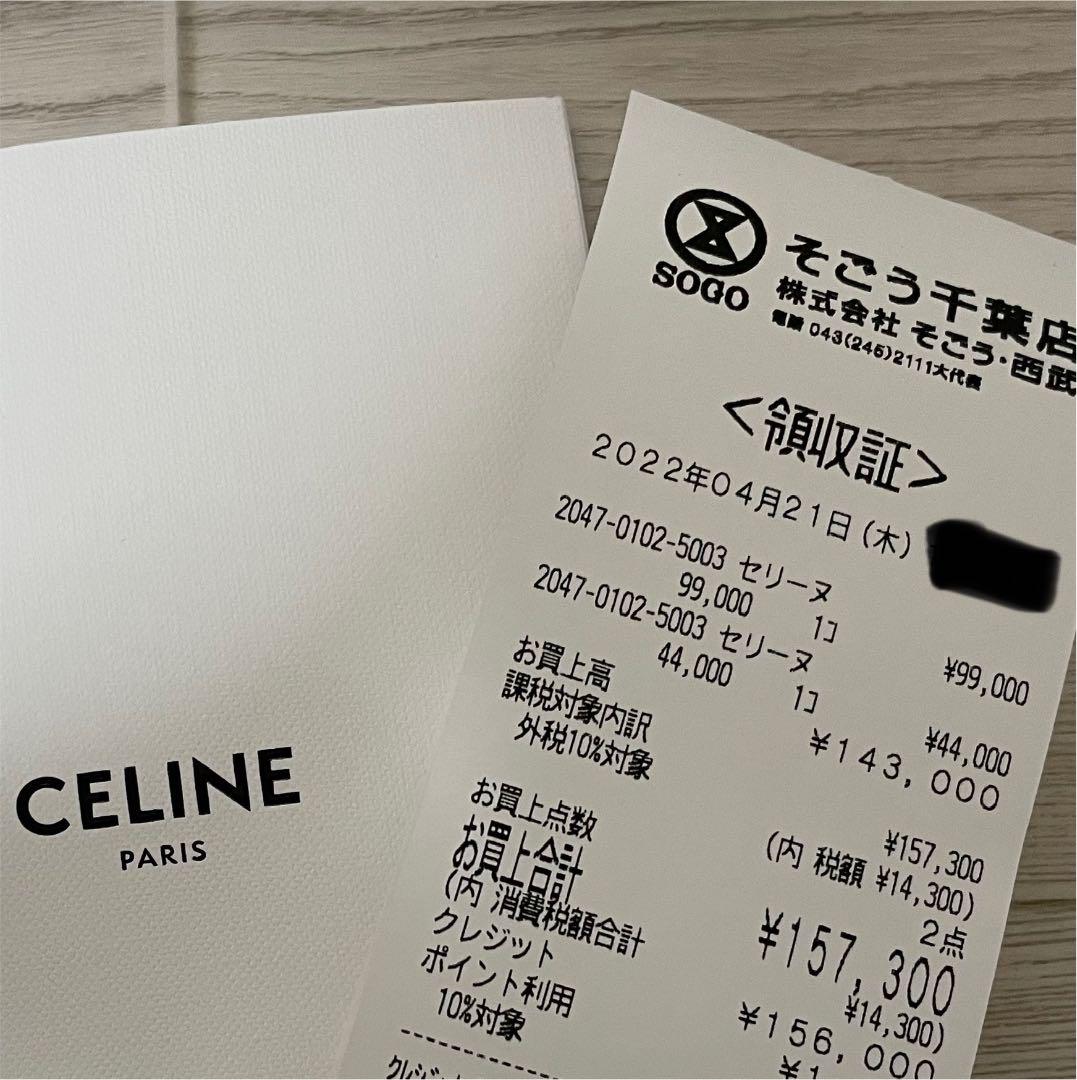 CELINE
PARIS
SOGO
そごう千葉店
株式会社 そごう・西武
電話 043(245)2111大代表
<領収証>
2022年04月21日(木)
2047-0102-5003 セリーヌ
99,000 1コ ¥99,000
2047-0102-5003 セリーヌ
44,000 1コ ¥44,000
お買上高 ¥143,000
課税対象内訳
外税10%対象 ¥157,300
(内 税額 ¥14,300)
お買上点数 2点
お買上合計 ¥157,300
(内 消費税額合計 ¥14,300)
クレジット ¥156,000
ポイント利用 ¥1
10%対象
クレジット